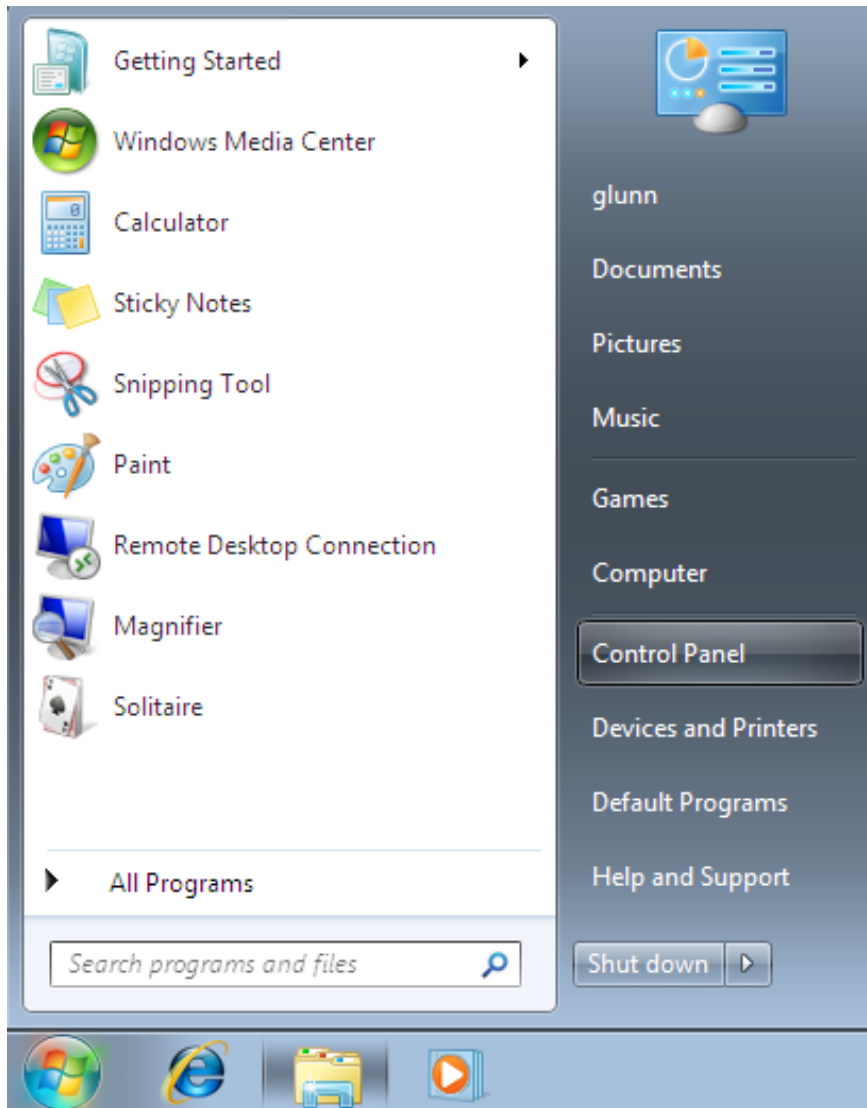 Getting Started
Windows Media Center
Calculator
Sticky Notes
Snipping Tool
Paint
Remote Desktop Connection
Magnifier
Solitaire
All Programs
Search programs and files
glunn
Documents
Pictures
Music
Games
Computer
Control Panel
Devices and Printers
Default Programs
Help and Support
Shut down